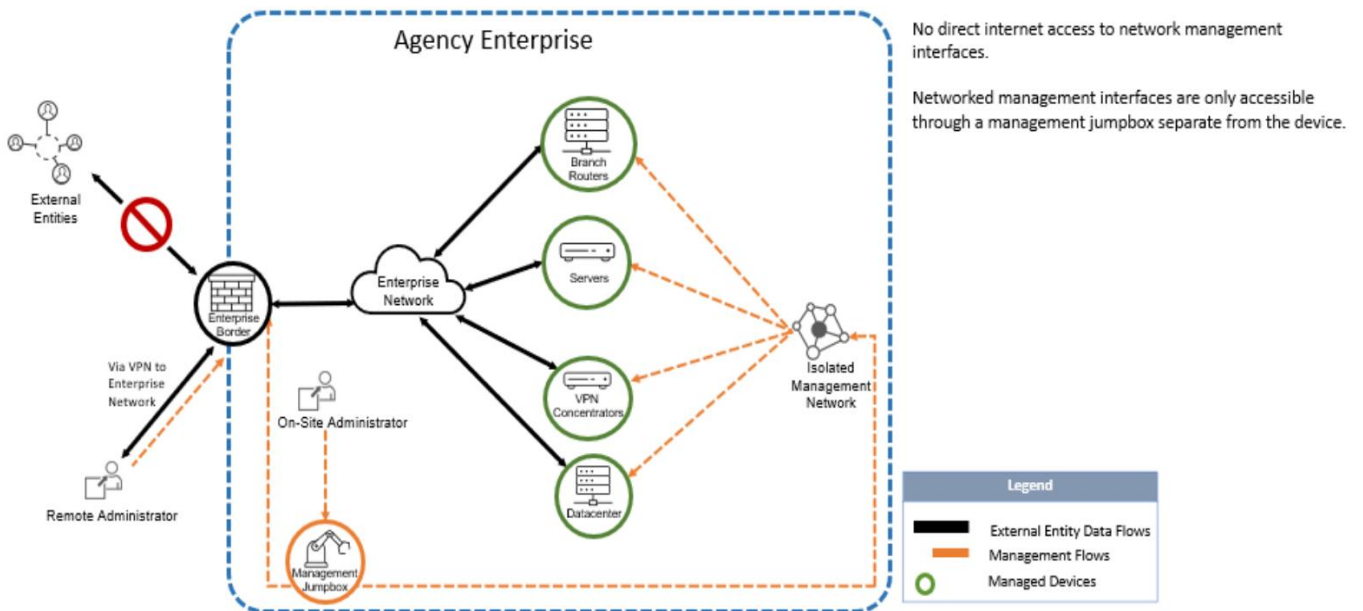 Agency Enterprise
No direct internet access to network management
interfaces.
Networked management interfaces are only accessible
through a management jumpbox separate from the device.
External
Entities
Branch
Routers
Servers
Enterprise
Network
Enterprise
Border
Via VPN to
Enterprise
Network
On-Site Administrator
VPN
Concentrators
Isolated
Management
Network
Remote Administrator
Datacenter
Management
Jumpbox
Legend
External Entity Data Flows
Management Flows
Managed Devices